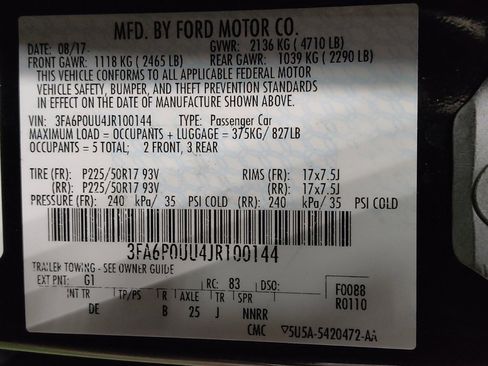 MFD. BY FORD MOTOR CO.
DATE: 08/17 GVWR: 2136 KG ( 4710 LB)
FRONT GAWR: 1118 KG ( 2465 LB) REAR GAWR: 1039 KG ( 2290 LB)
THIS VEHICLE CONFORMS TO ALL APPLICABLE FEDERAL MOTOR
VEHICLE SAFETY, BUMPER, AND THEFT PREVENTION STANDARDS
IN EFFECT ON THE DATE OF MANUFACTURE SHOWN ABOVE.
VIN: 3FA6P0UU4JR100144 TYPE: Passenger Car
MAXIMUM LOAD = OCCUPANTS + LUGGAGE = 375KG/ 827LB
OCCUPANTS = 5 TOTAL; 2 FRONT, 3 REAR
TIRE (FR): P225/50R17 93V RIMS (FR): 17x7.5J
(RR): P225/50R17 93V (RR): 17x7.5J
PRESSURE (FR): 240 kPa/ 35 PSI COLD (RR): 240 kPa/ 35 PSI COLD
3FA6P0UU4JR100144
TRAILER TOWING - SEE OWNER GUIDE
EXT PNT: G1 RC: 83 DSO: F0088
R0110
INT TR TP/PS R AXLE TR SPR
DE B 25 J NNRR
CMC 5U5A-5420472-AA